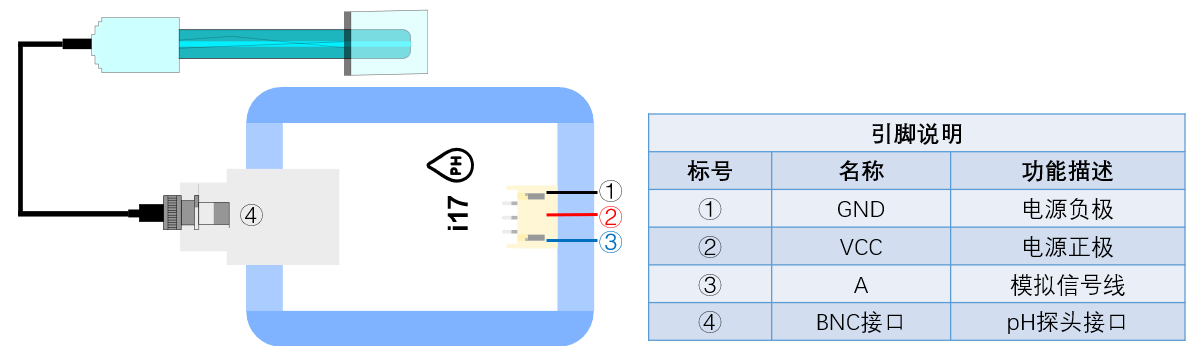 PH
i17
①
②
③
④
引脚说明
标号 名称 功能描述
① GND 电源负极
② VCC 电源正极
③ A 模拟信号线
④ BNC接口 pH探头接口